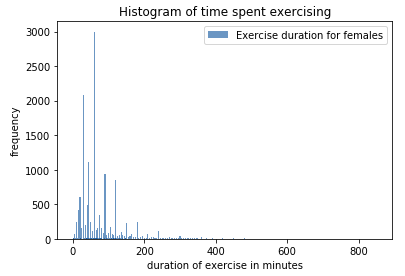 Histogram of time spent exercising
Exercise duration for females
3000
2500
2000
1500
1000
500
0
frequency
0 200 400 600 800
duration of exercise in minutes